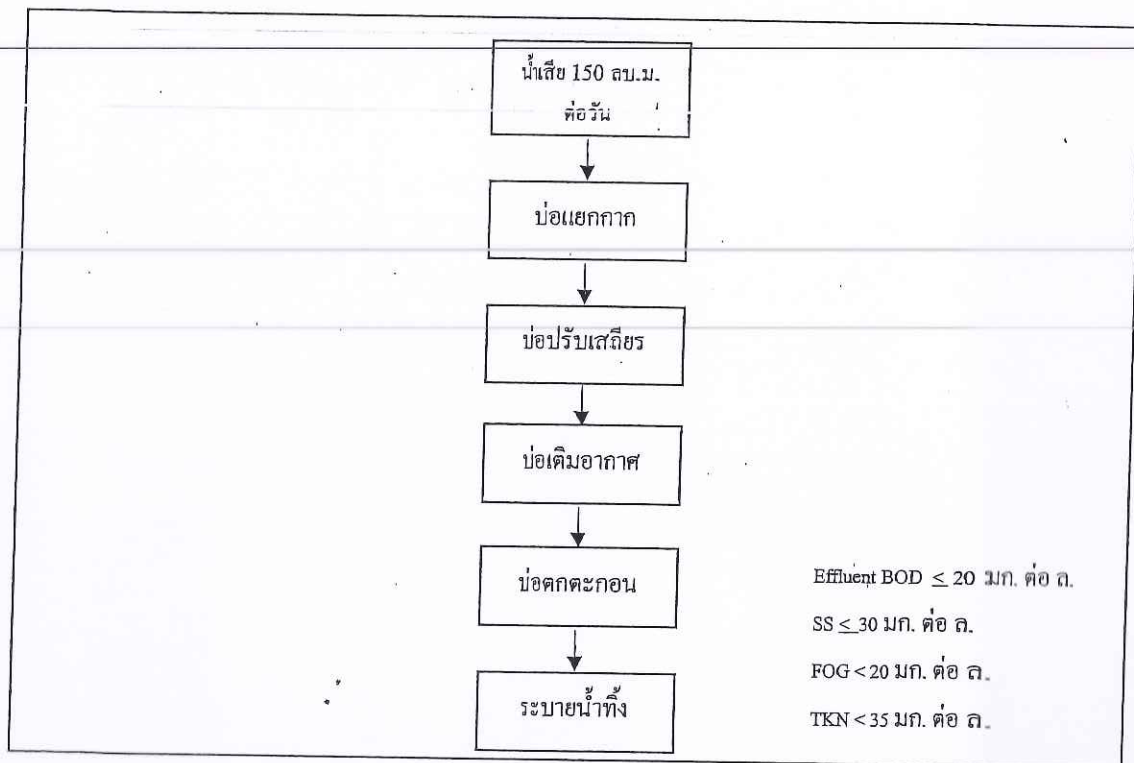 น้ำเสีย 150 ลบ.ม.
ต่อวัน
บ่อแยกกาก
บ่อปรับเสถียร
บ่อเติมอากาศ
บ่อตกตะกอน
ระบายน้ำทิ้ง
Effluent BOD ≤ 20 มก. ต่อ ล.
SS ≤ 30 มก. ต่อ ล.
FOG < 20 มก. ต่อ ล.
TKN < 35 มก. ต่อ ล.